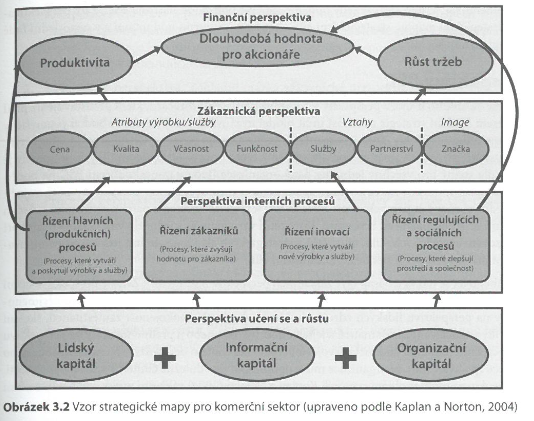 Finanční perspektiva
Dlouhodobá hodnota
pro akcionáře
Produktivita
Růst tržeb
Zákaznická perspektiva
Atributy výrobku/služby
Vztahy
Image
Cena
Kvalita
Včasnost
Funkčnost
Služby
Partnerství
Značka
Perspektiva interních procesů
Řízení hlavních
(produkčních)
procesů
(Procesy, které vytváří
a poskytují výrobky a služby)
Řízení zákazníků
(Procesy, které zvyšují
hodnotu pro zákazníka)
Řízení inovací
(Procesy, které vytváří
nové výrobky a služby)
Řízení regulujících
a sociálních
procesů
(Procesy, které zlepšují
prostředí a společnost)
Perspektiva učení se a růstu
Lidský
kapitál
+
Informační
kapitál
+
Organizační
kapitál
Obrázek 3.2 Vzor strategické mapy pro komerční sektor (upraveno podle Kaplan a Norton, 2004)